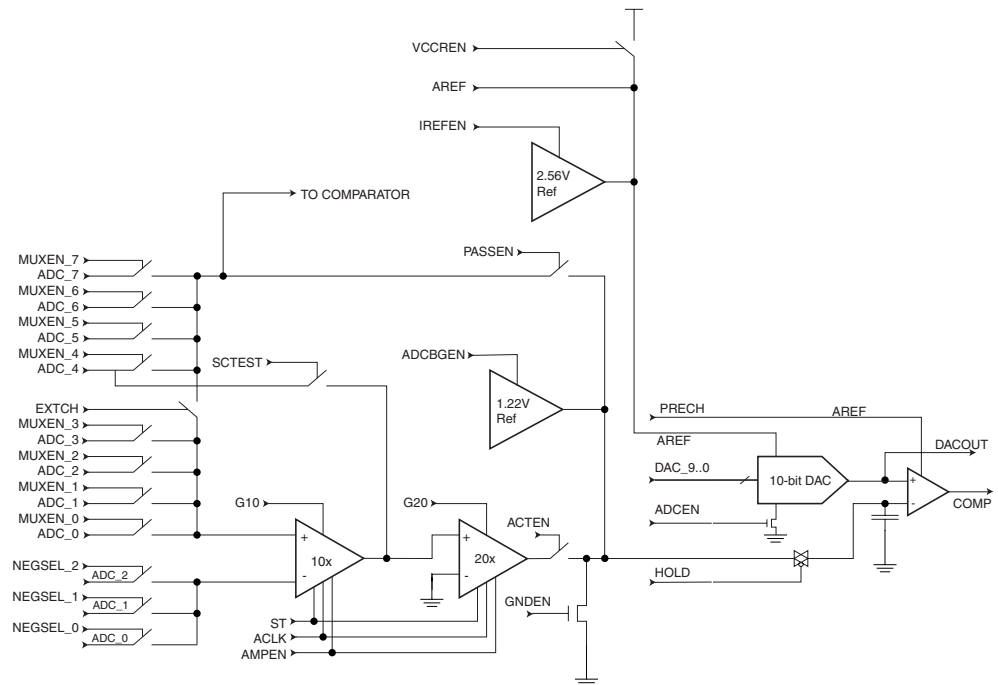 VCCREN
AREF
IREFEN
2.56V
Ref
TO COMPARATOR
PASSEN
MUXEN_7
ADC_7
MUXEN_6
ADC_6
MUXEN_5
ADC_5
MUXEN_4
ADC_4
SCTEST
ADCBGEN
1.22V
Ref
EXTCH
MUXEN_3
ADC_3
MUXEN_2
ADC_2
MUXEN_1
ADC_1
MUXEN_0
ADC_0
PRECH
AREF
AREF
DACOUT
DAC_9..0
10-bit DAC
+
-
COMP
ADCEN
HOLD
G10
+
-
10x
G20
+
-
20x
ACTEN
NEGSEL_2
ADC_2
NEGSEL_1
ADC_1
NEGSEL_0
ADC_0
GNDEN
ST
ACLK
AMPEN